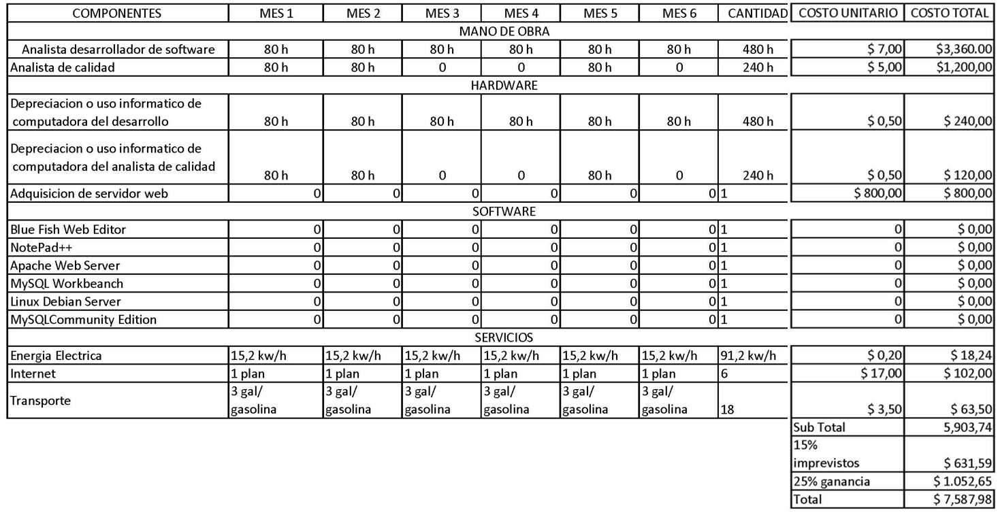 COMPONENTES MES 1 MES 2 MES 3 MES 4 MES 5 MES 6 CANTIDAD COSTO UNITARIO COSTO TOTAL
MANO DE OBRA
Analista desarrollador de software 80 h 80 h 80 h 80 h 80 h 80 h 480 h $ 7,00 $3,360.00
Analista de calidad 80 h 80 h 0 0 80 h 0 240 h $ 5,00 $1,200,00
HARDWARE
Depreciacion o uso informatico de
computadora del desarrollo 80 h 80 h 80 h 80 h 80 h 80 h 480 h $ 0,50 $ 240,00
Depreciacion o uso informatico de
computadora del analista de calidad
80 h 80 h 0 0 80 h 0 240 h $ 0,50 $ 120,00
Adquisicion de servidor web 0 0 0 0 0 0 1 $ 800,00 $ 800,00
SOFTWARE
Blue Fish Web Editor 0 0 0 0 0 0 1 0 $ 0,00
NotePad++ 0 0 0 0 0 0 1 0 $ 0,00
Apache Web Server 0 0 0 0 0 0 1 0 $ 0,00
MySQL Workbeanch 0 0 0 0 0 0 1 0 $ 0,00
Linux Debian Server 0 0 0 0 0 0 1 0 $ 0,00
MySQLCommunity Edition 0 0 0 0 0 0 1 0 $ 0,00
SERVICIOS
Energia Electrica 15,2 kw/h 15,2 kw/h 15,2 kw/h 15,2 kw/h 15,2 kw/h 15,2 kw/h 91,2 kw/h $ 0,20 $ 18,24
Internet 1 plan 1 plan 1 plan 1 plan 1 plan 1 plan 6 $ 17,00 $ 102,00
Transporte 3 gal/ 3 gal/ 3 gal/ 3 gal/ 3 gal/ 3 gal/
gasolina gasolina gasolina gasolina gasolina gasolina 18 $ 3,50 $ 63,50
Sub Total 5,903,74
15%
imprevistos $ 631,59
25% ganancia $ 1.052,65
Total $ 7,587,98